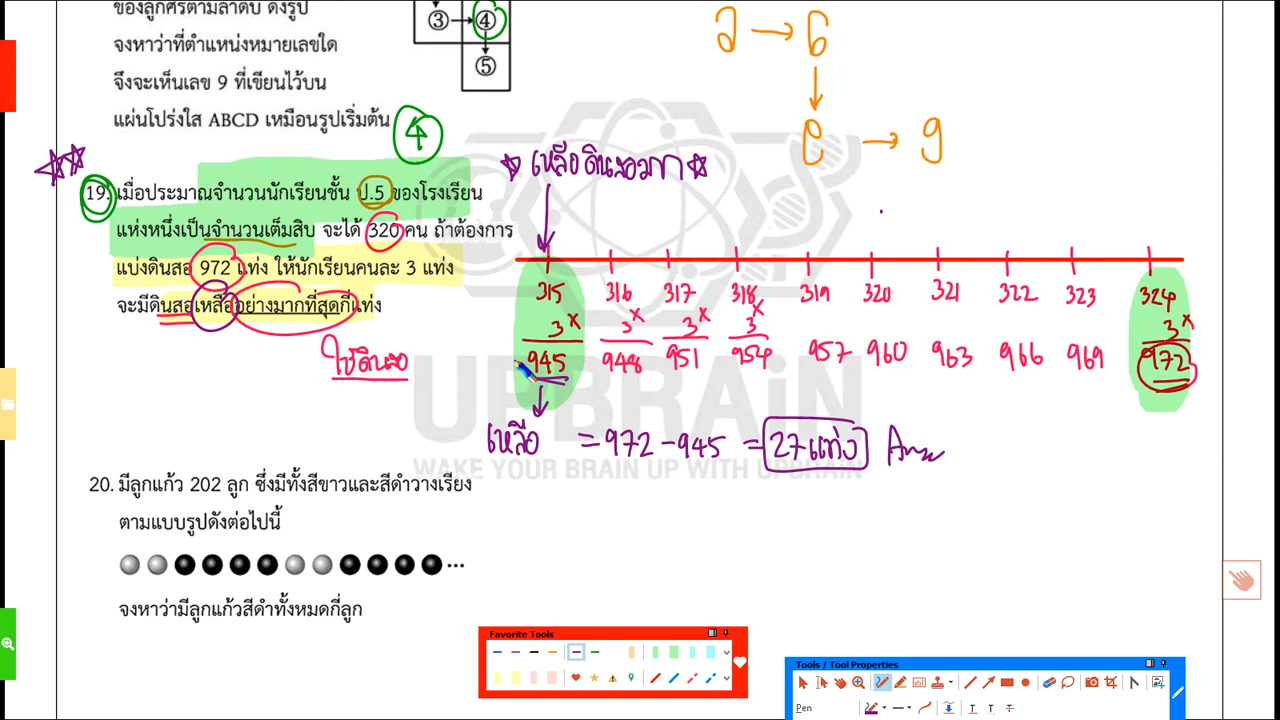 ของลูกศรตามลำดับ ดังรูป
จงหาว่าที่ตำแหน่งหมายเลขใด
จึงจะเห็นเลข 9 ที่เขียนไว้บน
แผ่นโปร่งใส ABCD เหมือนรูปเริ่มต้น
4
③ ④
⑤
19. เมื่อประมาณจำนวนนักเรียนชั้น ป.5 ของโรงเรียน
แห่งหนึ่งเป็นจำนวนเต็มสิบ จะได้ 320 คน ถ้าต้องการ
แบ่งดินสอ 972 แท่ง ให้นักเรียนคนละ 3 แท่ง
จะมีดินสอเหลืออย่างมากที่สุดกี่แท่ง
เหลือดินสอมาก
315 316 317 318 319 320 321 322 323 324
3× 3× 3× 3× 3×
ใช้ดินสอ 945 948 951 954 957 960 963 966 969 972
เหลือ = 972 - 945 = 27 แท่ง Ans
UPBRAiN
WAKE YOUR BRAIN UP WITH EVERYDAY UPBRAIN
20. มีลูกแก้ว 202 ลูก ซึ่งมีทั้งสีขาวและสีดำวางเรียง
ตามแบบรูปดังต่อไปนี้
...
จงหาว่ามีลูกแก้วสีดำทั้งหมดกี่ลูก
Favorite Tools
Tools / Tool Properties
Pen